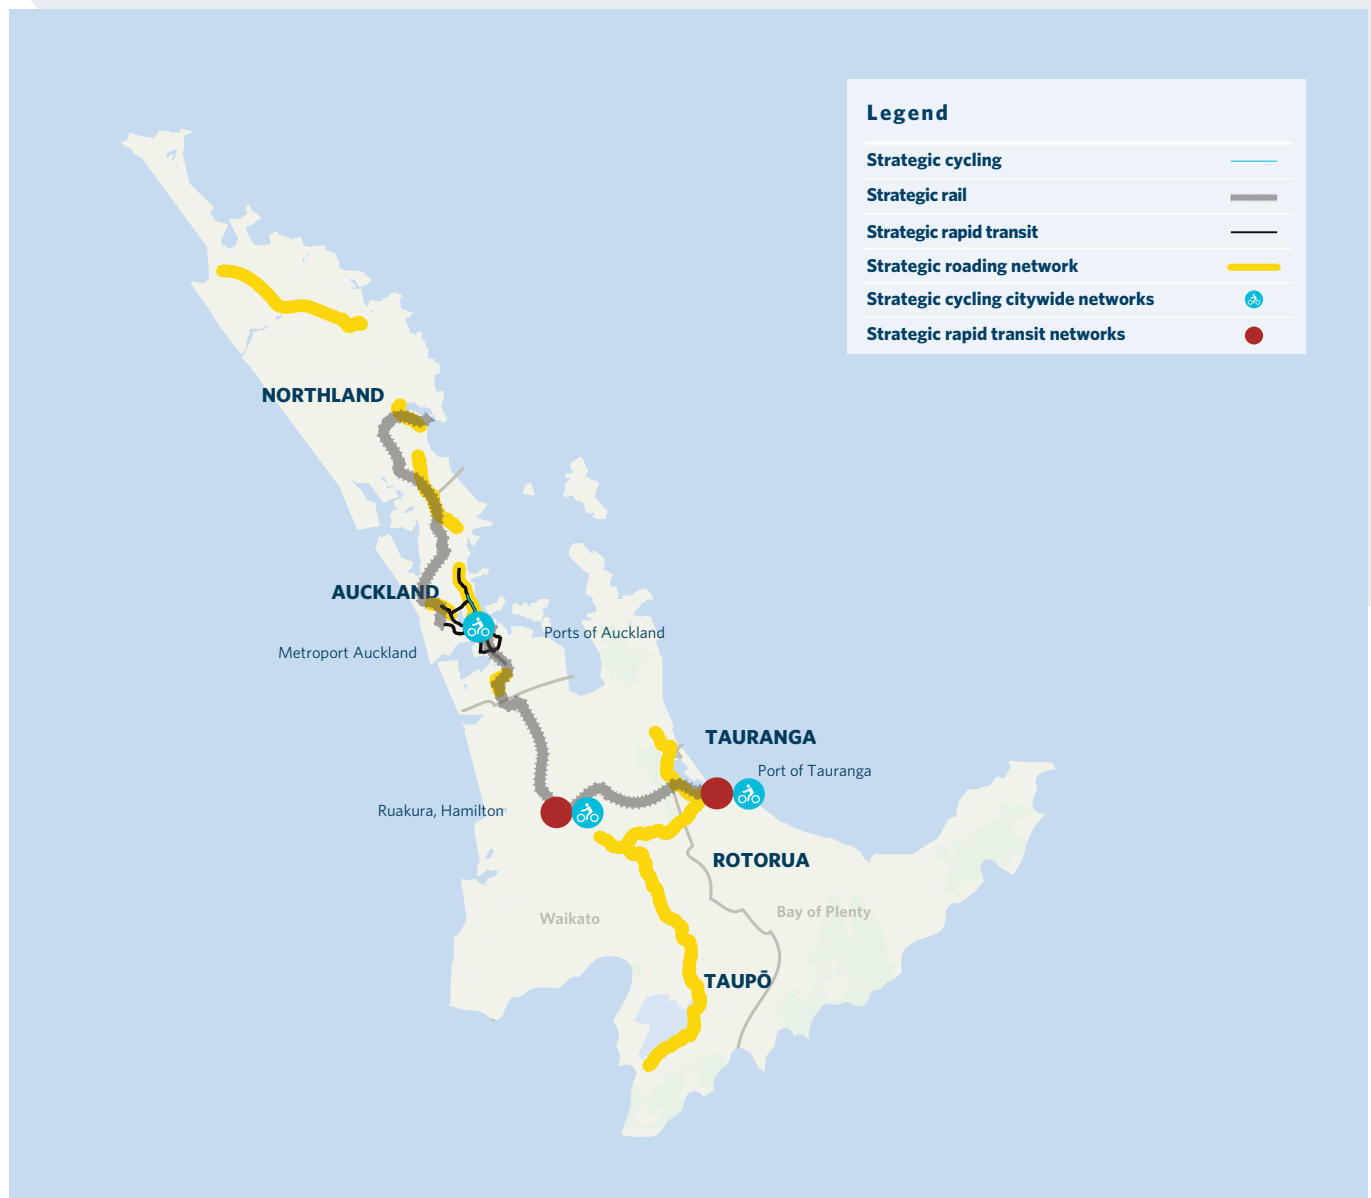 Legend
Strategic cycling
Strategic rail
Strategic rapid transit
Strategic roading network
Strategic cycling citywide networks
Strategic rapid transit networks
NORTHLAND
AUCKLAND
Ports of Auckland
Metroport Auckland
TAURANGA
Port of Tauranga
Ruakura, Hamilton
ROTORUA
Waikato
Bay of Plenty
TAUPŌ